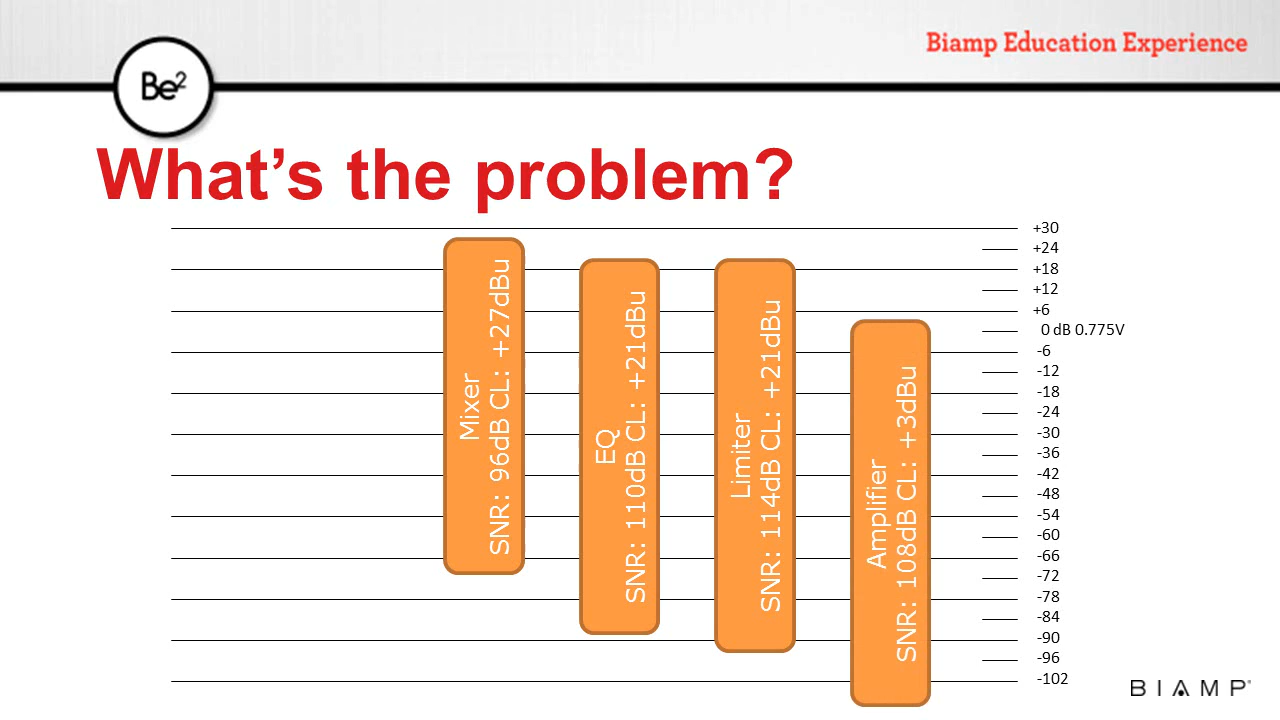 Biamp Education Experience
Be²
What’s the problem?
+30
+24
+18
+12
+6
0 dB 0.775V
-6
-12
-18
-24
-30
-36
-42
-48
-54
-60
-66
-72
-78
-84
-90
-96
-102
Mixer
SNR: 96dB CL: +27dBu
EQ
SNR: 110dB CL: +21dBu
Limiter
SNR: 114dB CL: +21dBu
Amplifier
SNR: 108dB CL: +3dBu
BIAMP